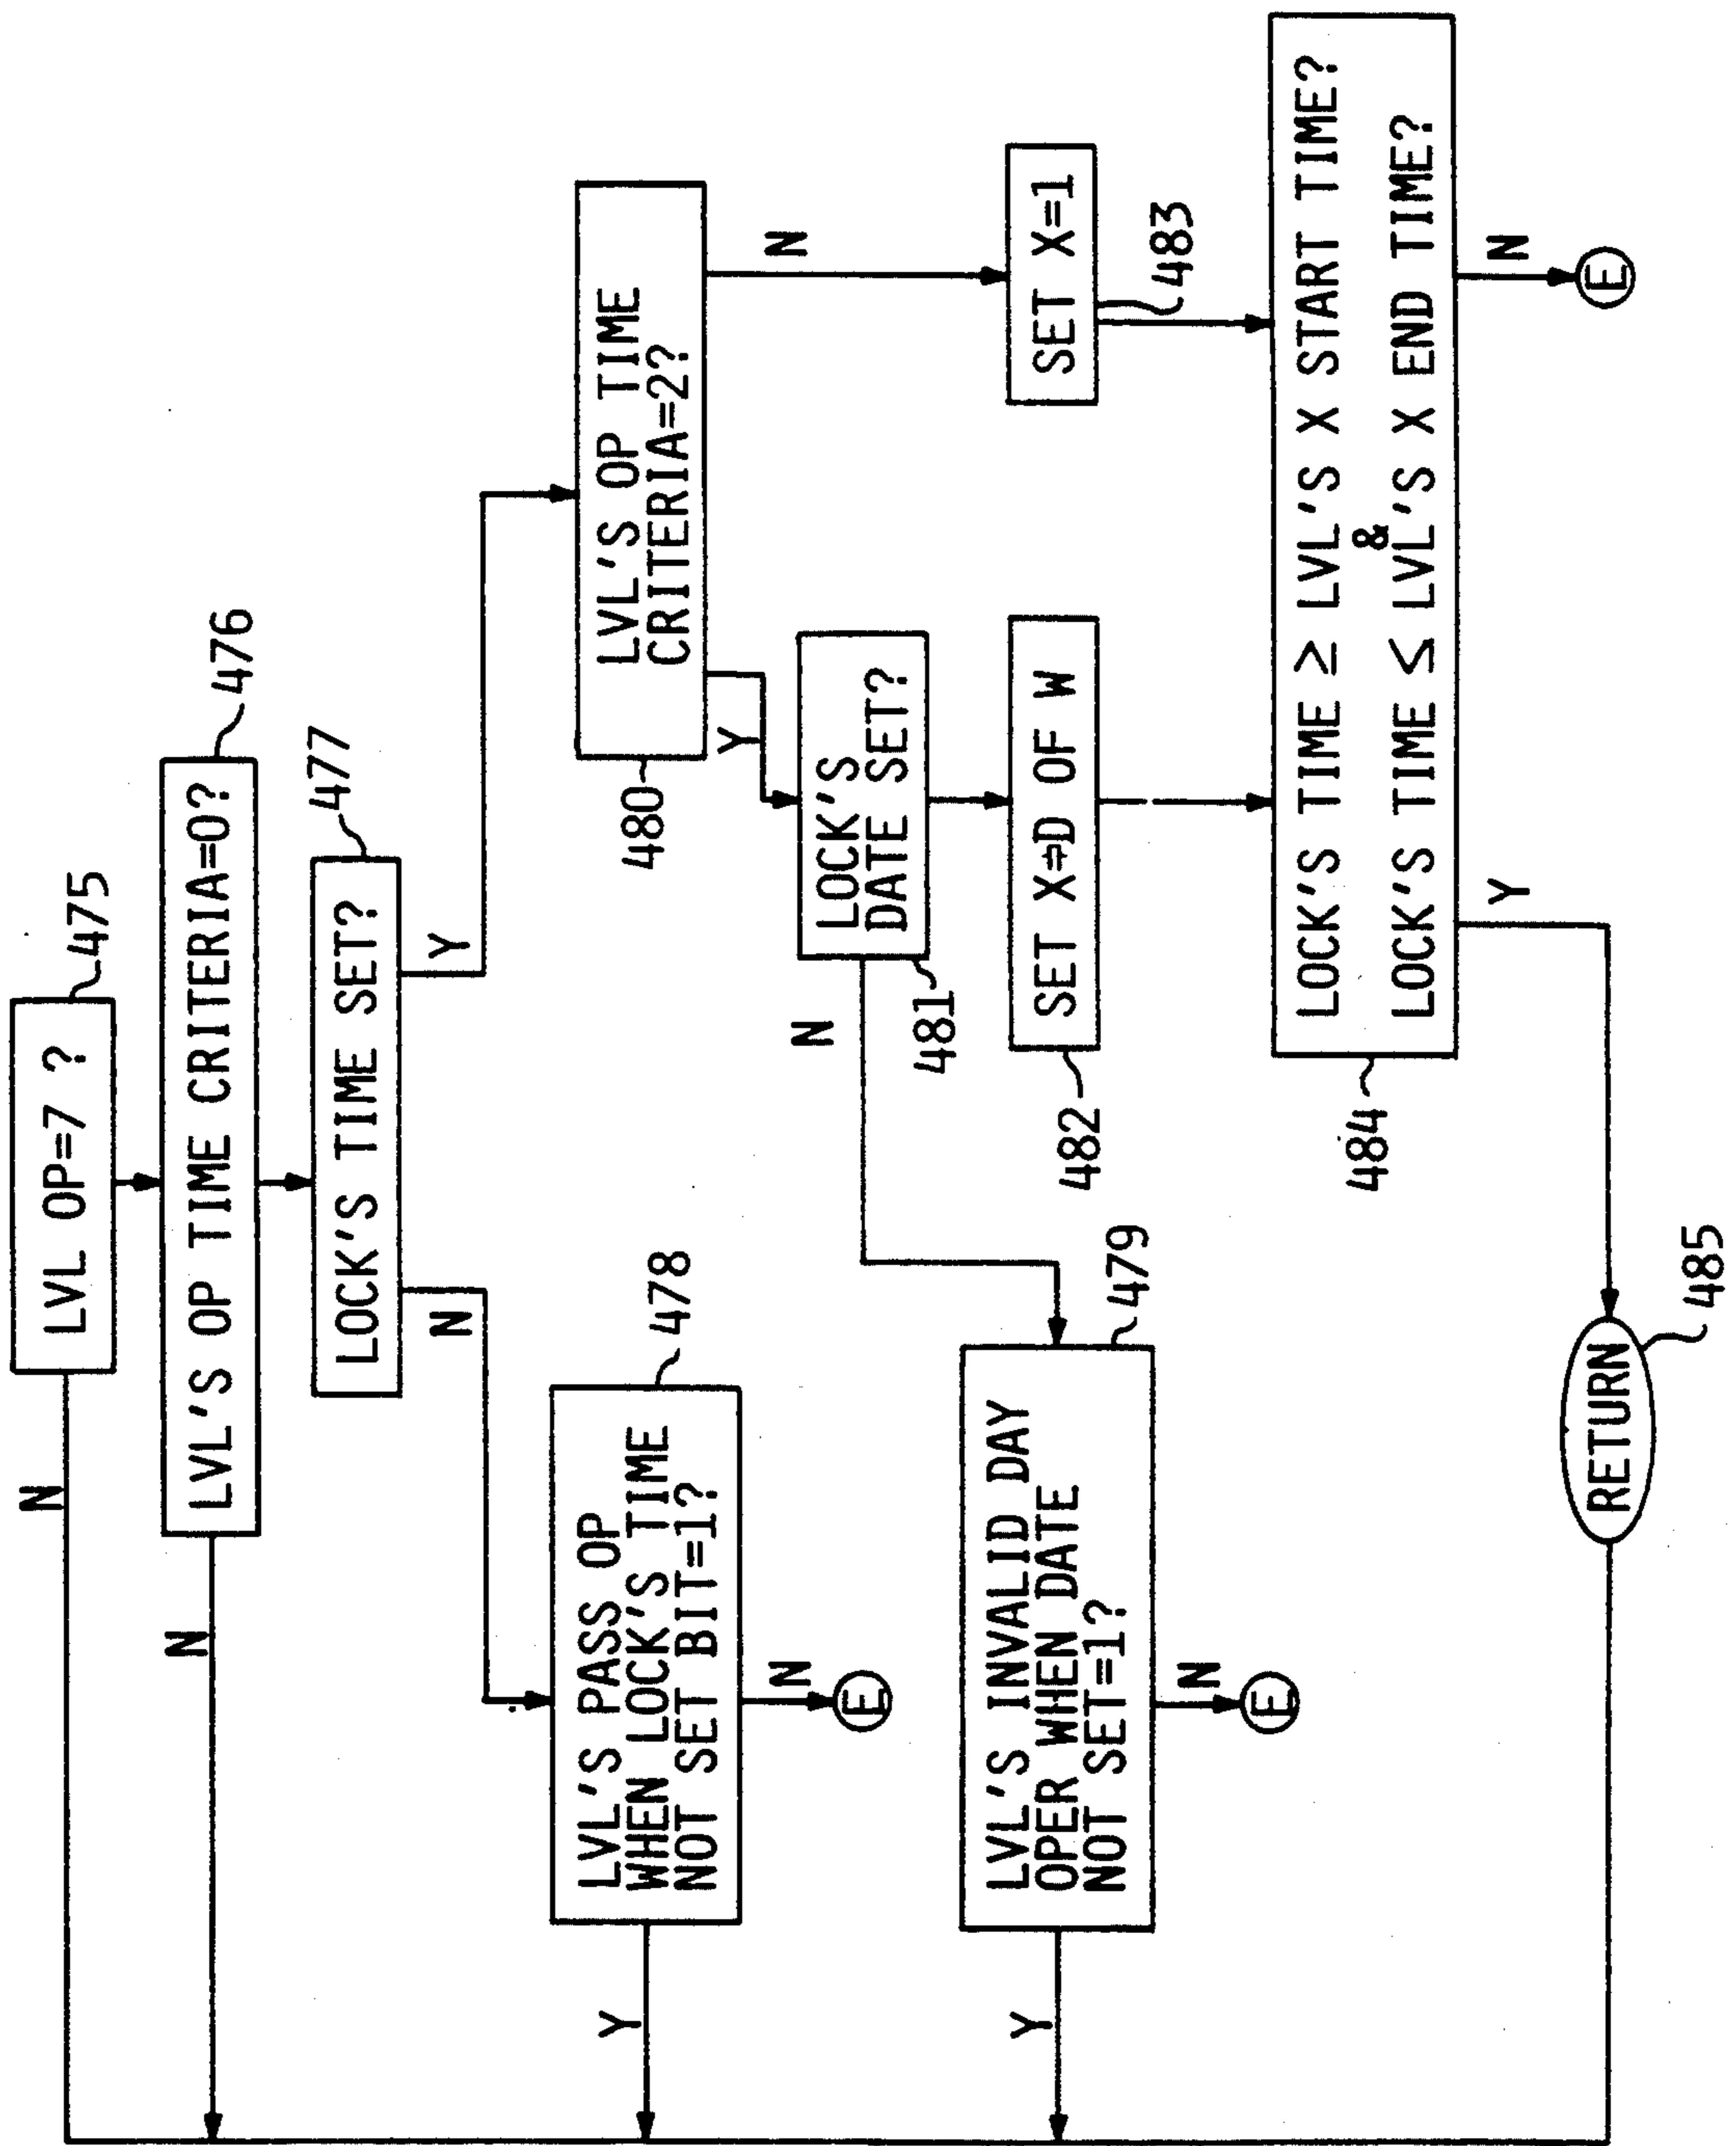 LVL OP=7 ?
475
N
LVL'S OP TIME CRITERIA=0?
476
N
LOCK'S TIME SET?
477
N
Y
LVL'S PASS OP
WHEN LOCK'S TIME
NOT SET BIT=1?
478
Y
N
E
LVL'S OP TIME
CRITERIA=2?
480
Y
N
LOCK'S
DATE SET?
481
N
LVL'S INVALID DAY
OPER WHEN DATE
NOT SET=1?
479
Y
N
E
SET X⇒D OF W
482
SET X=1
483
LOCK'S TIME ≥ LVL'S X START TIME?
&
LOCK'S TIME ≤ LVL'S X END TIME?
484
Y
N
E
RETURN
485